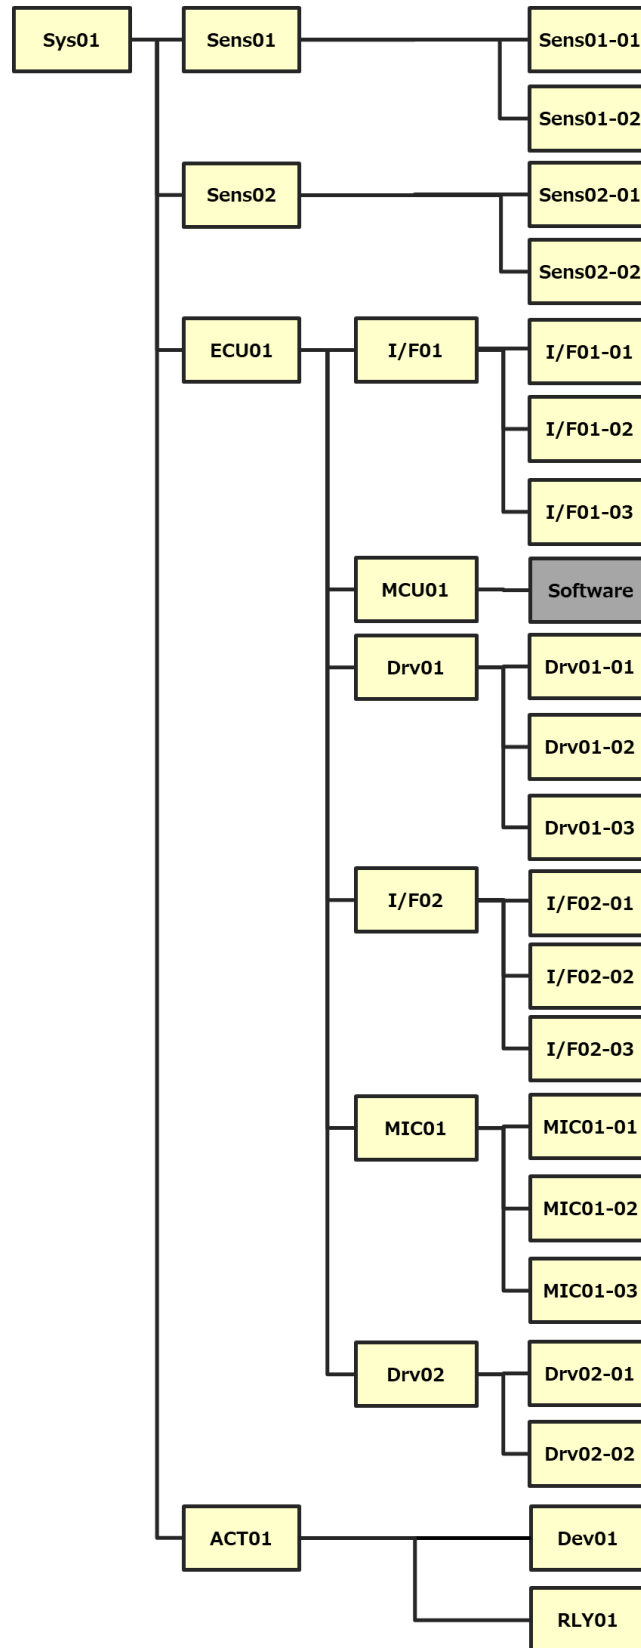 Sys01
Sens01
Sens01-01
Sens01-02
Sens02
Sens02-01
Sens02-02
ECU01
I/F01
I/F01-01
I/F01-02
I/F01-03
MCU01
Software
Drv01
Drv01-01
Drv01-02
Drv01-03
I/F02
I/F02-01
I/F02-02
I/F02-03
MIC01
MIC01-01
MIC01-02
MIC01-03
Drv02
Drv02-01
Drv02-02
ACT01
Dev01
RLY01